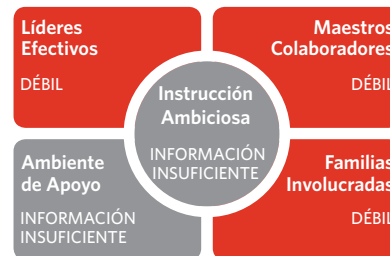 Líderes
Efectivos
DÉBIL
Maestros
Colaboradores
DÉBIL
Instrucción
Ambiciosa
INFORMACIÓN
INSUFICIENTE
Ambiente
de Apoyo
INFORMACIÓN
INSUFICIENTE
Familias
Involucradas
DÉBIL